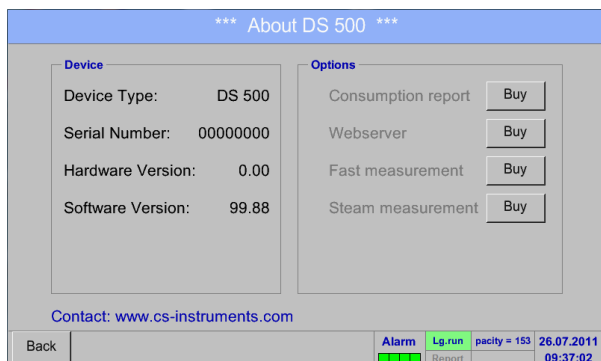 *** About DS 500 ***
Device
Device Type: DS 500
Serial Number: 00000000
Hardware Version: 0.00
Software Version: 99.88
Options
Consumption report Buy
Webserver Buy
Fast measurement Buy
Steam measurement Buy
Contact: www.cs-instruments.com
Back
Alarm
Lg.run
Report
pacity = 153
26.07.2011
09:37:02